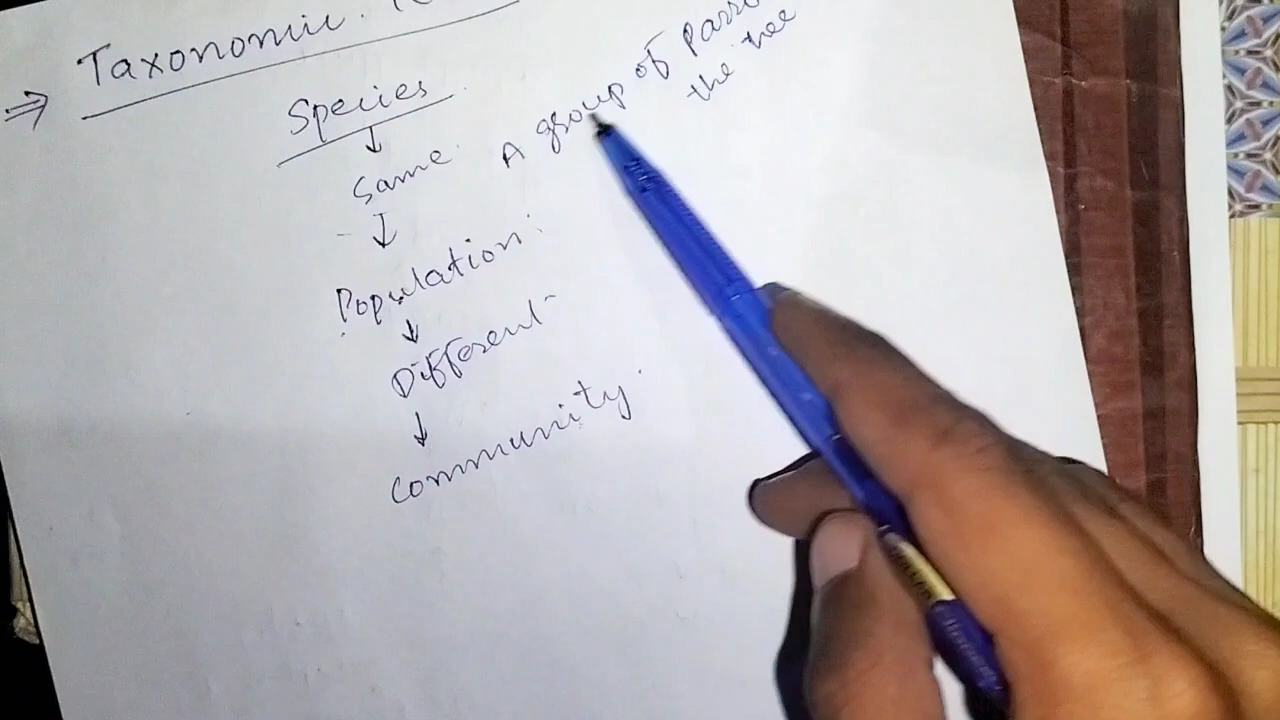 ⇒ Taxonomic.
Species
↓
Same.
↓
Population.
↓
Different
↓
Community.
A group of
the tree